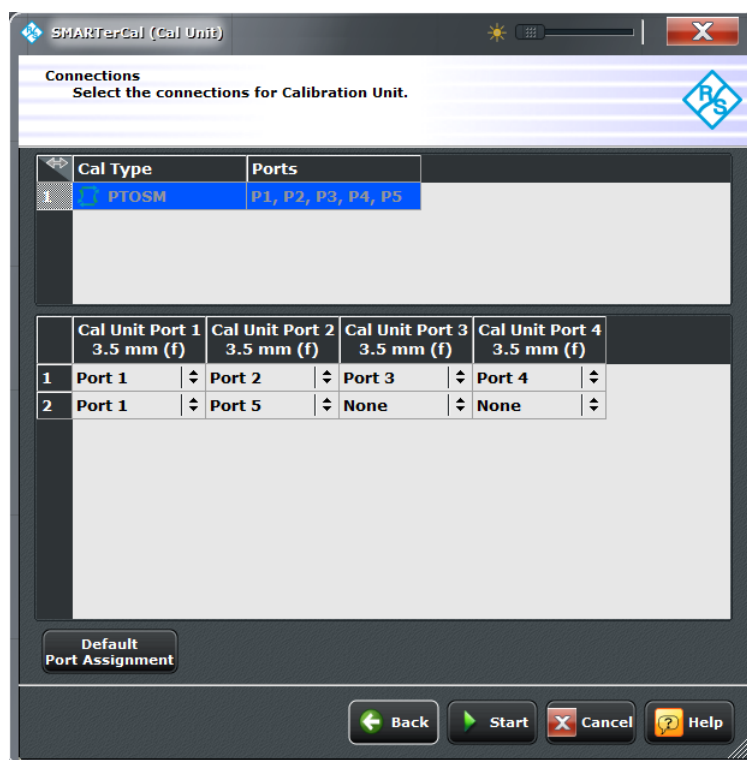 SMARTerCal (Cal Unit)
X
Connections
Select the connections for Calibration Unit.
R&S
Cal Type Ports
1 PTOSM P1, P2, P3, P4, P5
Cal Unit Port 1 Cal Unit Port 2 Cal Unit Port 3 Cal Unit Port 4
3.5 mm (f) 3.5 mm (f) 3.5 mm (f) 3.5 mm (f)
1 Port 1 Port 2 Port 3 Port 4
2 Port 1 Port 5 None None
Default
Port Assignment
Back Start X Cancel ? Help